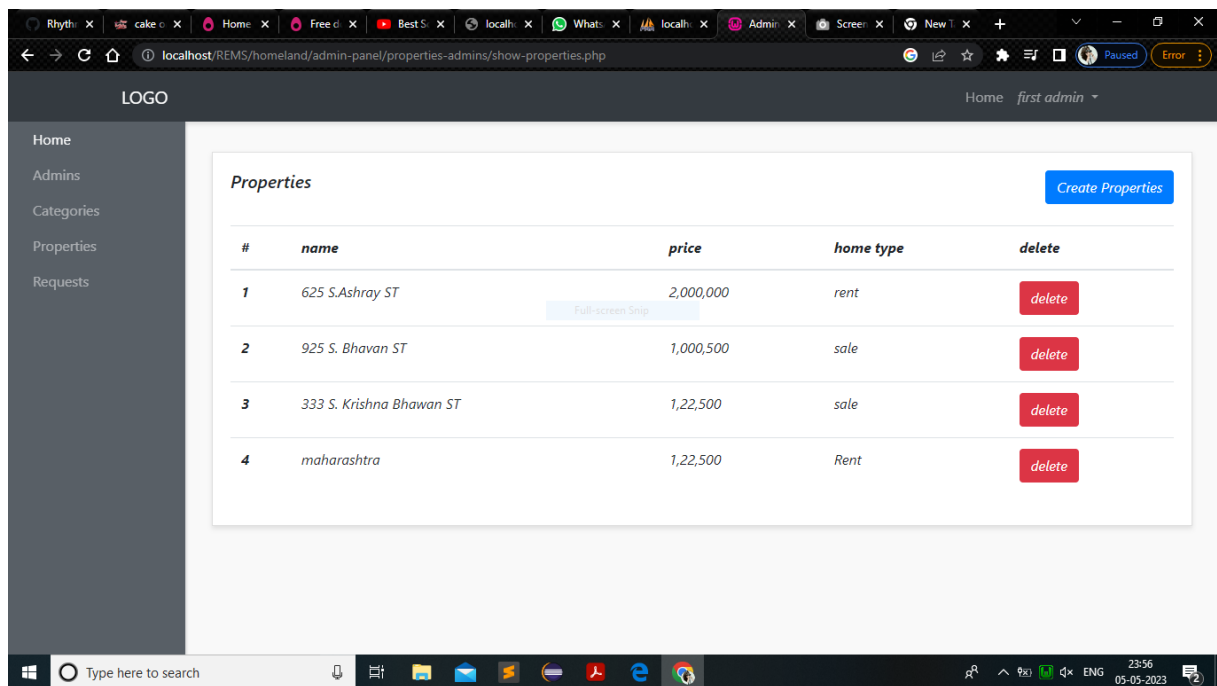 Rhyth cake o Home Free d Best S localh Whats localh Admin Screen New T
localhost/REMS/homeland/admin-panel/properties-admins/show-properties.php Paused Error
LOGO Home first admin
Home
Admins
Categories
Properties
Requests
Properties Create Properties
# name price home type delete
1 625 S.Ashray ST 2,000,000 rent delete
Full-screen Snip
2 925 S. Bhavan ST 1,000,500 sale delete
3 333 S. Krishna Bhawan ST 1,22,500 sale delete
4 maharashtra 1,22,500 Rent delete
Type here to search ENG 23:56
05-05-2023 2